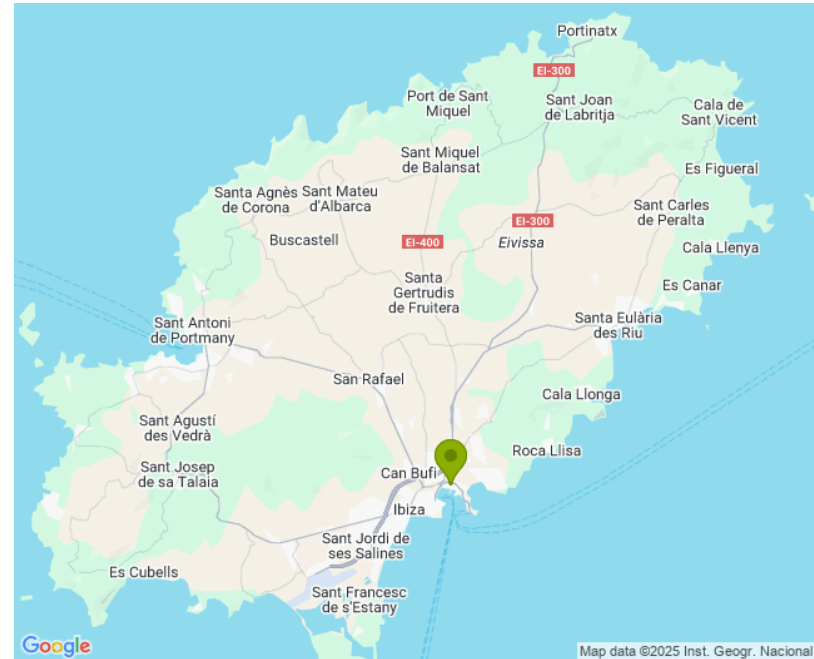 Portinatx
EI-300
Port de Sant
Miquel
Sant Joan
de Labritja
Cala de
Sant Vicent
Sant Miquel
de Balansat
Es Figueral
Santa Agnès
de Corona
Sant Mateu
d'Albarca
Sant Carles
de Peralta
EI-300
Buscastell
EI-400
Eivissa
Cala Llenya
Santa
Gertrudis
de Fruitera
Es Canar
Sant Antoni
de Portmany
Santa Eulària
des Riu
San Rafael
Cala Llonga
Sant Agustí
des Vedrà
Roca Llisa
Sant Josep
de sa Talaia
Can Bufi
Ibiza
Sant Jordi de
ses Salines
Es Cubells
Sant Francesc
de s'Estany
Google
Map data ©2025 Inst. Geogr. Nacional